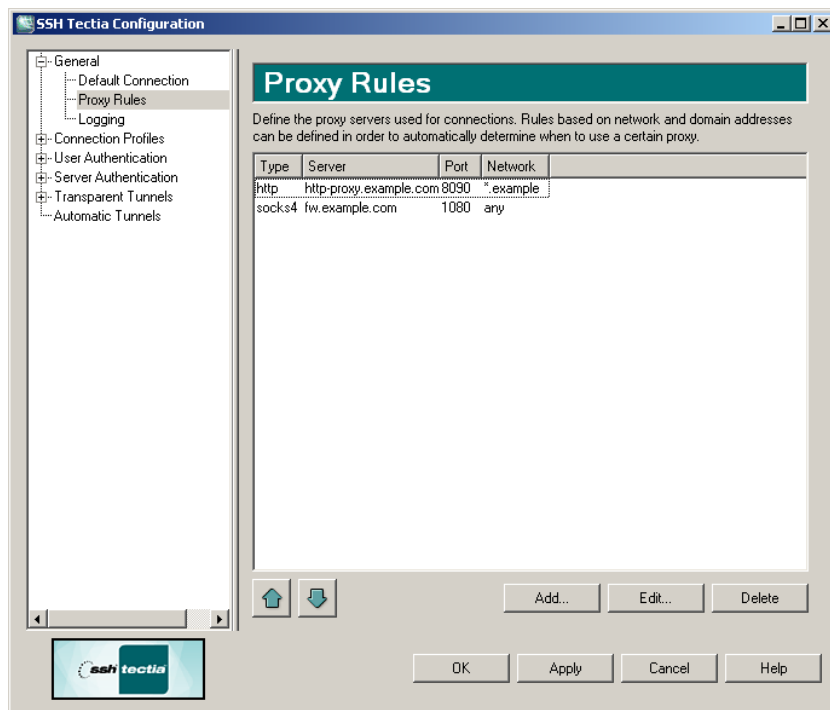 SSH Tectia Configuration
General
Default Connection
Proxy Rules
Logging
Connection Profiles
User Authentication
Server Authentication
Transparent Tunnels
Automatic Tunnels
Proxy Rules
Define the proxy servers used for connections. Rules based on network and domain addresses
can be defined in order to automatically determine when to use a certain proxy.
Type Server Port Network
http http-proxy.example.com 8090 *.example
socks4 fw.example.com 1080 any
Add... Edit... Delete
ssh tectia
OK Apply Cancel Help